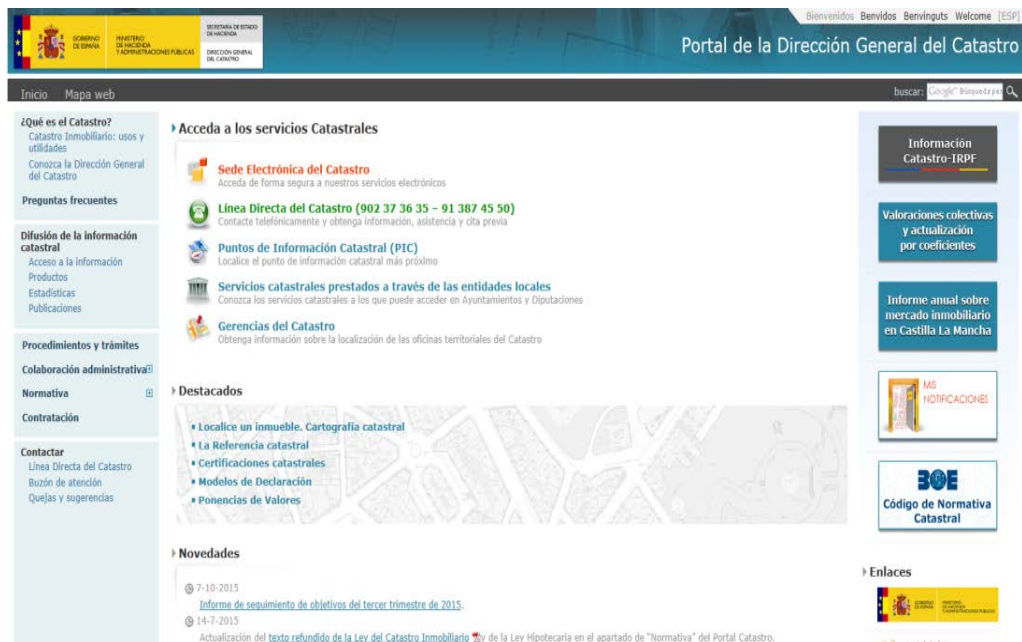 GOBIERNO
DE ESPAÑA
MINISTERIO
DE HACIENDA
Y ADMINISTRACIONES PÚBLICAS
SECRETARÍA DE ESTADO
DE HACIENDA
DIRECCIÓN GENERAL
DEL CATASTRO
Bienvenidos Benvidos Benvinguts Welcome [ESP]
Portal de la Dirección General del Catastro
Inicio Mapa web
buscar: Google™ Búsqueda per
¿Qué es el Catastro?
Catastro Inmobiliario: usos y
utilidades
Conozca la Dirección General
del Catastro
Preguntas frecuentes
Difusión de la información
catastral
Acceso a la información
Productos
Estadísticas
Publicaciones
Procedimientos y trámites
Colaboración administrativa
Normativa
Contratación
Contactar
Línea Directa del Catastro
Buzón de atención
Quejas y sugerencias
Acceda a los servicios Catastrales
Sede Electrónica del Catastro
Acceda de forma segura a nuestros servicios electrónicos
Línea Directa del Catastro (902 37 36 35 – 91 387 45 50)
Contacte telefónicamente y obtenga información, asistencia y cita previa
Puntos de Información Catastral (PIC)
Localice el punto de información catastral más próximo
Servicios catastrales prestados a través de las entidades locales
Conozca los servicios catastrales a los que puede acceder en Ayuntamientos y Diputaciones
Gerencias del Catastro
Obtenga información sobre la localización de las oficinas territoriales del Catastro
Destacados
Localice un inmueble. Cartografía catastral
La Referencia catastral
Certificaciones catastrales
Modelos de Declaración
Ponencias de Valores
Novedades
7-10-2015
Informe de seguimiento de objetivos del tercer trimestre de 2015.
14-7-2015
Actualización del texto refundido de la Ley del Catastro Inmobiliario y de la Ley Hipotecaria en el apartado de "Normativa" del Portal Catastro.
Información
Catastro-IRPF
Valoraciones colectivas
y actualización
por coeficientes
Informe anual sobre
mercado inmobiliario
en Castilla La Mancha
MIS
NOTIFICACIONES
BOE
Código de Normativa
Catastral
Enlaces
GOBIERNO
DE ESPAÑA
MINISTERIO
DE HACIENDA
Y ADMINISTRACIONES PÚBLICAS